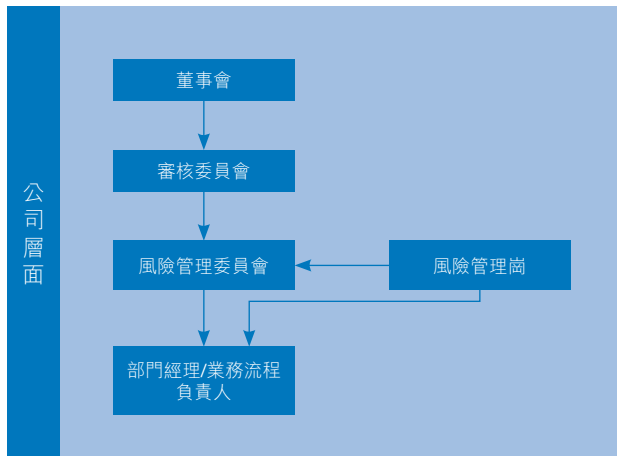 公司層面
董事會
審核委員會
風險管理委員會
風險管理崗
部門經理/業務流程
負責人